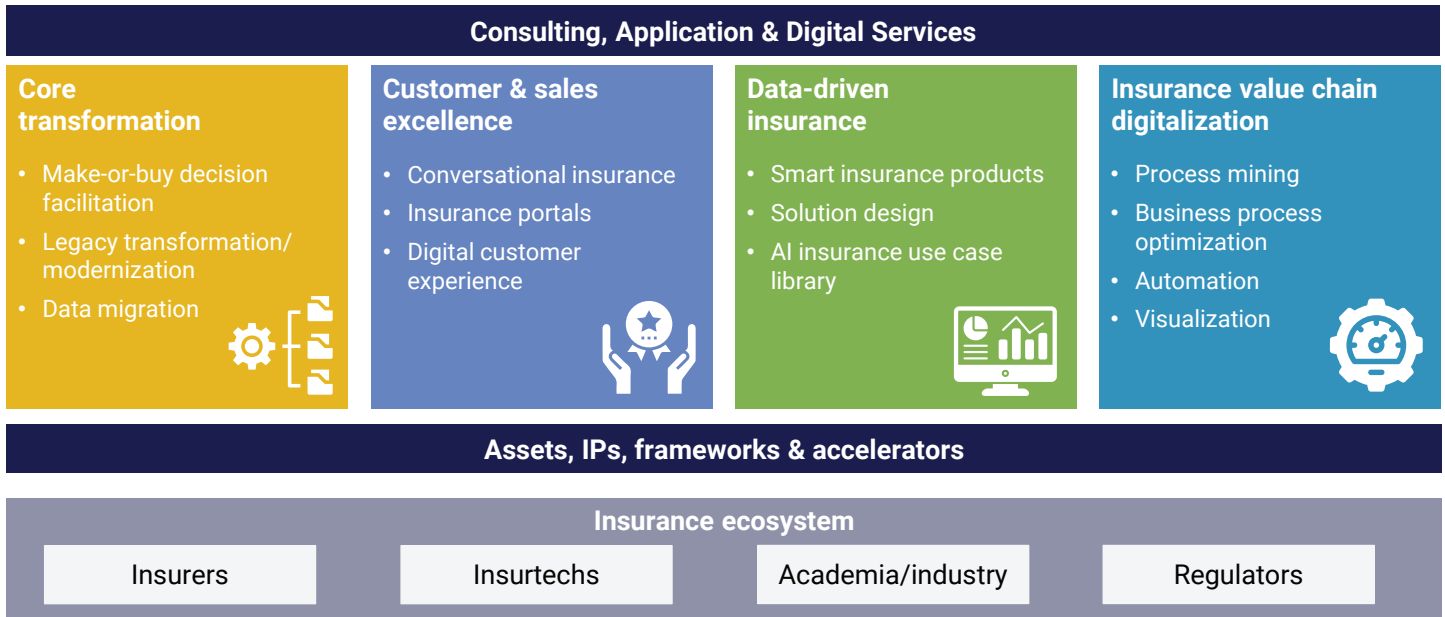 Consulting, Application & Digital Services
Core
transformation
• Make-or-buy decision
facilitation
• Legacy transformation/
modernization
• Data migration
Customer & sales
excellence
• Conversational insurance
• Insurance portals
• Digital customer
experience
Data-driven
insurance
• Smart insurance products
• Solution design
• AI insurance use case
library
Insurance value chain
digitalization
• Process mining
• Business process
optimization
• Automation
• Visualization
Assets, IPs, frameworks & accelerators
Insurance ecosystem
Insurers
Insurtechs
Academia/industry
Regulators